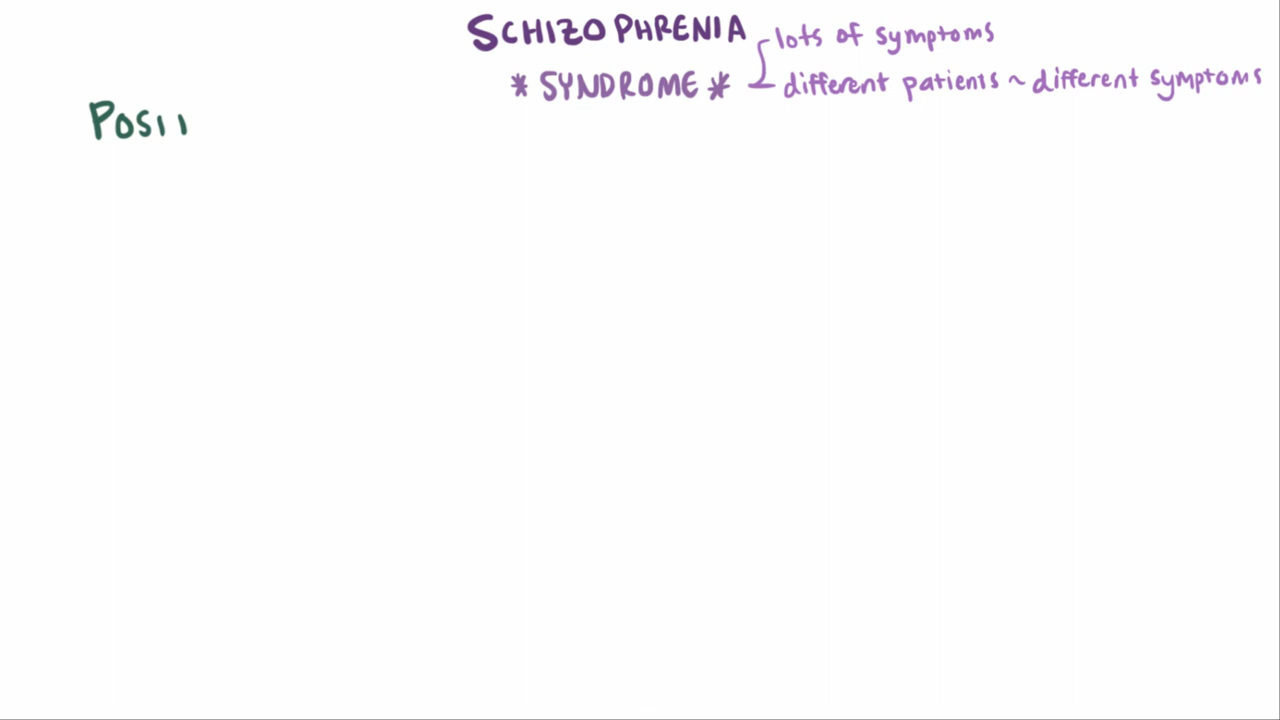 SCHIZOPHRENIA
lots of symptoms
* SYNDROME *
different patients ~ different symptoms
POSI